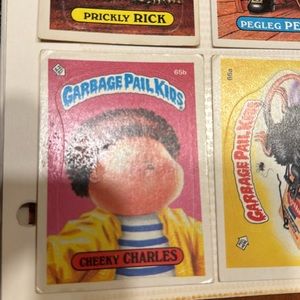 PRICKLY RICK
PEGLEG PE
65b
GARBAGE PAIL KIDS
CHEEKY CHARLES
66a
GARBAGE PAIL KIDS